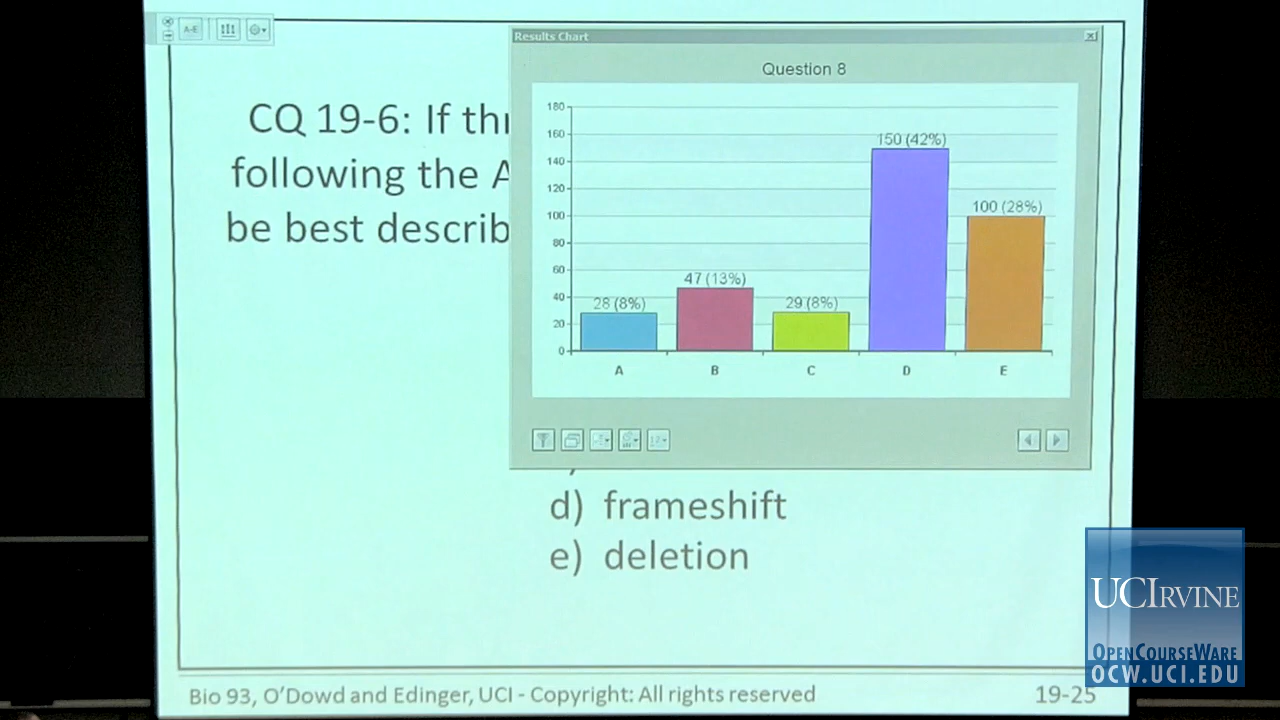 A-E
Results Chart
Question 8
180
160
140
120
100
80
60
40
20
0
28 (8%)
47 (13%)
29 (8%)
150 (42%)
100 (28%)
A
B
C
D
E
CQ 19-6: If thr
following the A
be best describ
d) frameshift
e) deletion
Bio 93, O'Dowd and Edinger, UCI - Copyright: All rights reserved
19-25
UCIRVINE
OPENCOURSEWARE
OCW.UCI.EDU